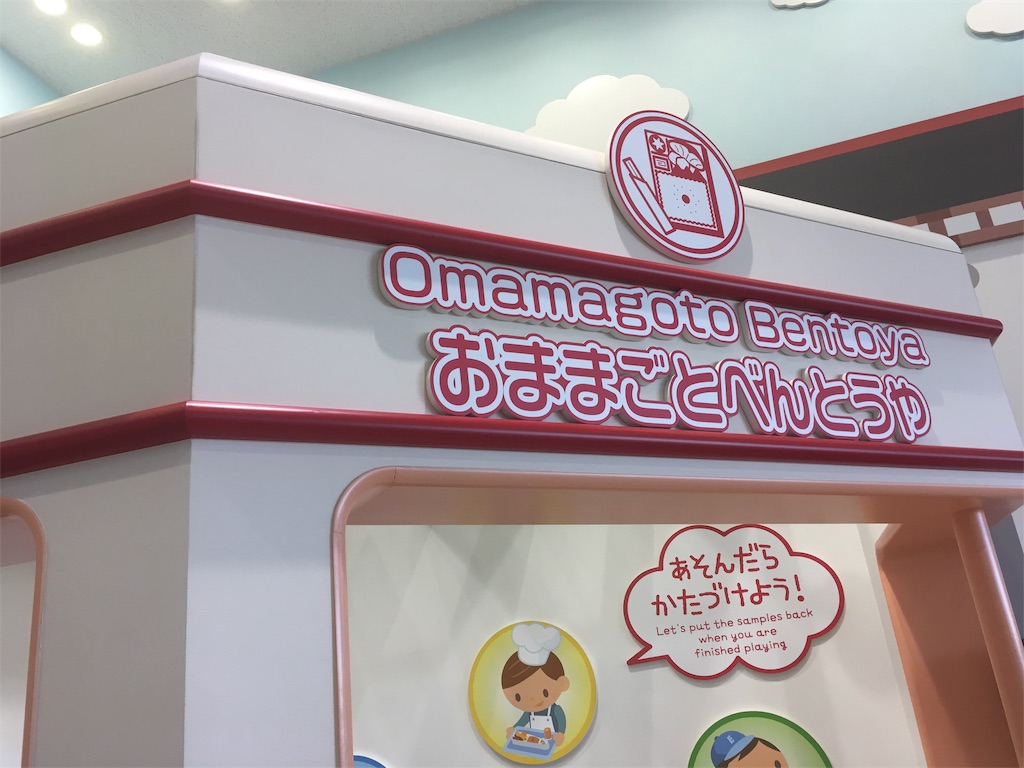 Omamagoto Bentoya
おままごとべんとうや
あそんだら
かたづけよう!
Let's put the samples back
when you are
finished playing